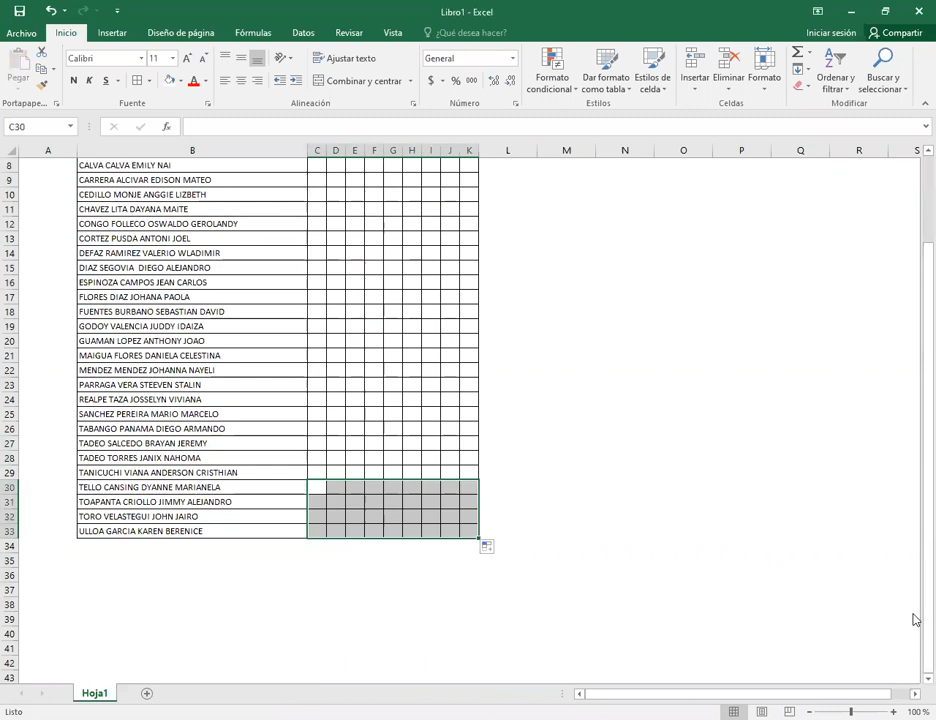 Libro1 - Excel
Archivo Inicio Insertar Diseño de página Fórmulas Datos Revisar Vista ¿Qué desea hacer? Iniciar sesión Compartir
Pegar
Calibri 11
N K S
Ajustar texto
Combinar y centrar
General
$ % 000
Formato condicional
Dar formato como tabla
Estilos de celda
Insertar Eliminar Formato
Ordenar y filtrar
Buscar y seleccionar
Portapape... Fuente Alineación Número Estilos Celdas Modificar
C30
A B C D E F G H I J K L M N O P Q R S
8 CALVA CALVA EMILY NAI
9 CARRERA ALCIVAR EDISON MATEO
10 CEDILLO MONJE ANGGIE LIZBETH
11 CHAVEZ LITA DAYANA MAITE
12 CONGO FOLLECO OSWALDO GEROLANDY
13 CORTEZ PUSDA ANTONI JOEL
14 DEFAZ RAMIREZ VALERIO WLADIMIR
15 DIAZ SEGOVIA DIEGO ALEJANDRO
16 ESPINOZA CAMPOS JEAN CARLOS
17 FLORES DIAZ JOHANA PAOLA
18 FUENTES BURBANO SEBASTIAN DAVID
19 GODOY VALENCIA JUDDY IDAIZA
20 GUAMAN LOPEZ ANTHONY JOAO
21 MAIGUA FLORES DANIELA CELESTINA
22 MENDEZ MENDEZ JOHANNA NAYELI
23 PARRAGA VERA STEEVEN STALIN
24 REALPE TAZA JOSSELYN VIVIANA
25 SANCHEZ PEREIRA MARIO MARCELO
26 TABANGO PANAMA DIEGO ARMANDO
27 TADEO SALCEDO BRAYAN JEREMY
28 TADEO TORRES JANIX NAHOMA
29 TANICUCHI VIANA ANDERSON CRISTHIAN
30 TELLO CANSING DYANNE MARIANELA
31 TOAPANTA CRIOLLO JIMMY ALEJANDRO
32 TORO VELASTEGUI JOHN JAIRO
33 ULLOA GARCIA KAREN BERENICE
34
35
36
37
38
39
40
41
42
43
Hoja1
Listo
100 %